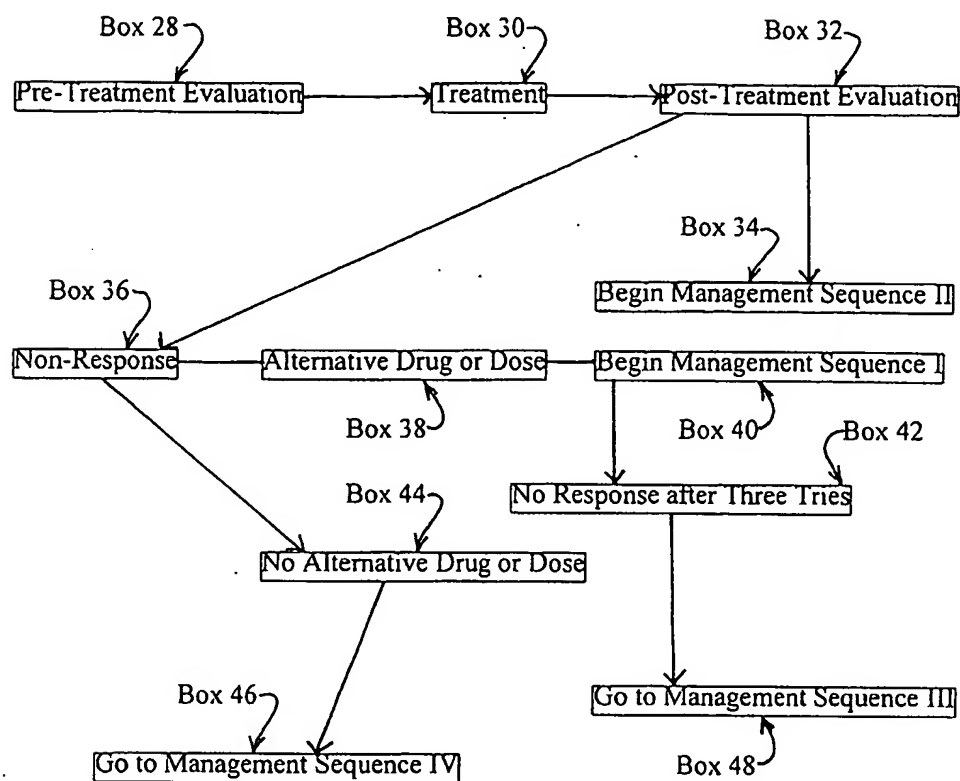 Box 28
Box 30
Box 32
Pre-Treatment Evaluation
Treatment
Post-Treatment Evaluation
Box 34
Begin Management Sequence II
Box 36
Non-Response
Alternative Drug or Dose
Begin Management Sequence I
Box 38
Box 40
Box 42
No Response after Three Tries
Box 44
No Alternative Drug or Dose
Box 46
Go to Management Sequence III
Go to Management Sequence IV
Box 48